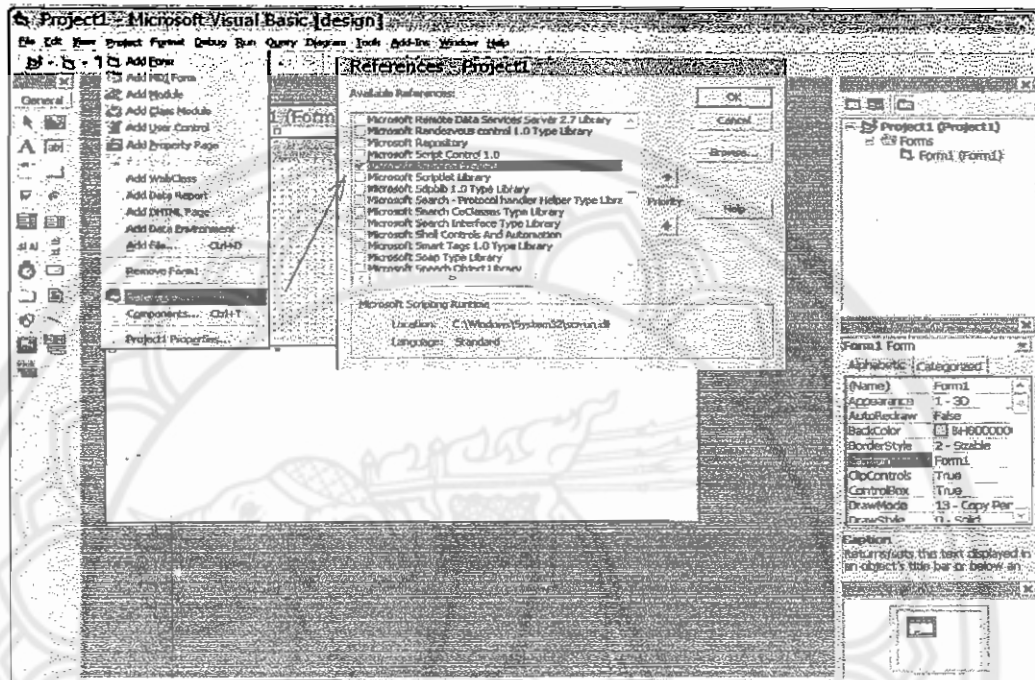 Project1 - Microsoft Visual Basic [design]
File Edit View Project Format Debug Run Query Diagram Tools Add-Ins Window Help
Add Form
Add MDI Form
Add Module
Add Class Module
Add User Control
Add Property Page
Add WebClass
Add Data Report
Add DHTML Page
Add Data Environment
Add File... Ctrl+D
Remove Form1
Components... Ctrl+T
Project1 Properties...
General
(Form
References - Project1
Available References:
Microsoft Remote Data Services Server 2.7 Library
Microsoft Rendezvous control 1.0 Type Library
Microsoft Repository
Microsoft Script Control 1.0
Microsoft Scriptlet Library
Microsoft Sdpblb 1.0 Type Library
Microsoft Search - Protocol handler Helper Type Libra
Microsoft Search CoClasses Type Library
Microsoft Search Interface Type Library
Microsoft Shell Controls And Automation
Microsoft Smart Tags 1.0 Type Library
Microsoft Soap Type Library
Microsoft Speech Object Library
OK
Cancel
Browse...
Priority
Help
Microsoft Scripting Runtime
Location: C:\Windows\System32\scrrun.dll
Language: Standard
Project1 (Project1)
Forms
Form1 (Form1)
Form1 Form
Alphabetic Categorized
(Name) Form1
Appearance 1 - 3D
AutoRedraw False
BackColor &H800000
BorderStyle 2 - Sizable
Form1
ClipControls True
ControlBox True
DrawMode 13 - Copy Per
DrawStyle 0 - Solid
Caption
Returns/sets the text displayed in
an object's title bar or below an